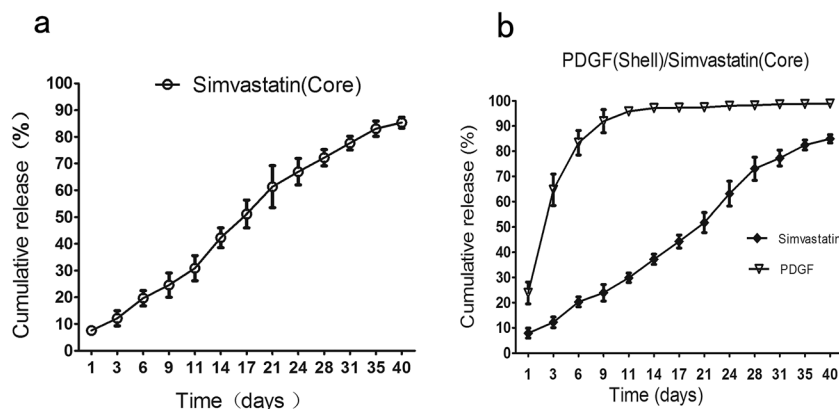 a
Simvastatin(Core)
Cumulative release (%)
100
90
80
70
60
50
40
30
20
10
0
1 3 6 9 11 14 17 21 24 28 31 35 40
Time (days )
b
PDGF(Shell)/Simvastatin(Core)
Cumulative release (%)
100
90
80
70
60
50
40
30
20
10
0
Simvastatin
PDGF
1 3 6 9 11 14 17 21 24 28 31 35 40
Time (days)